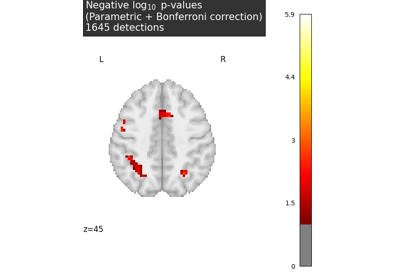 Negative log10 p-values
(Parametric + Bonferroni correction)
1645 detections
L
R
z=45
5.9
4.4
3
1.5
0